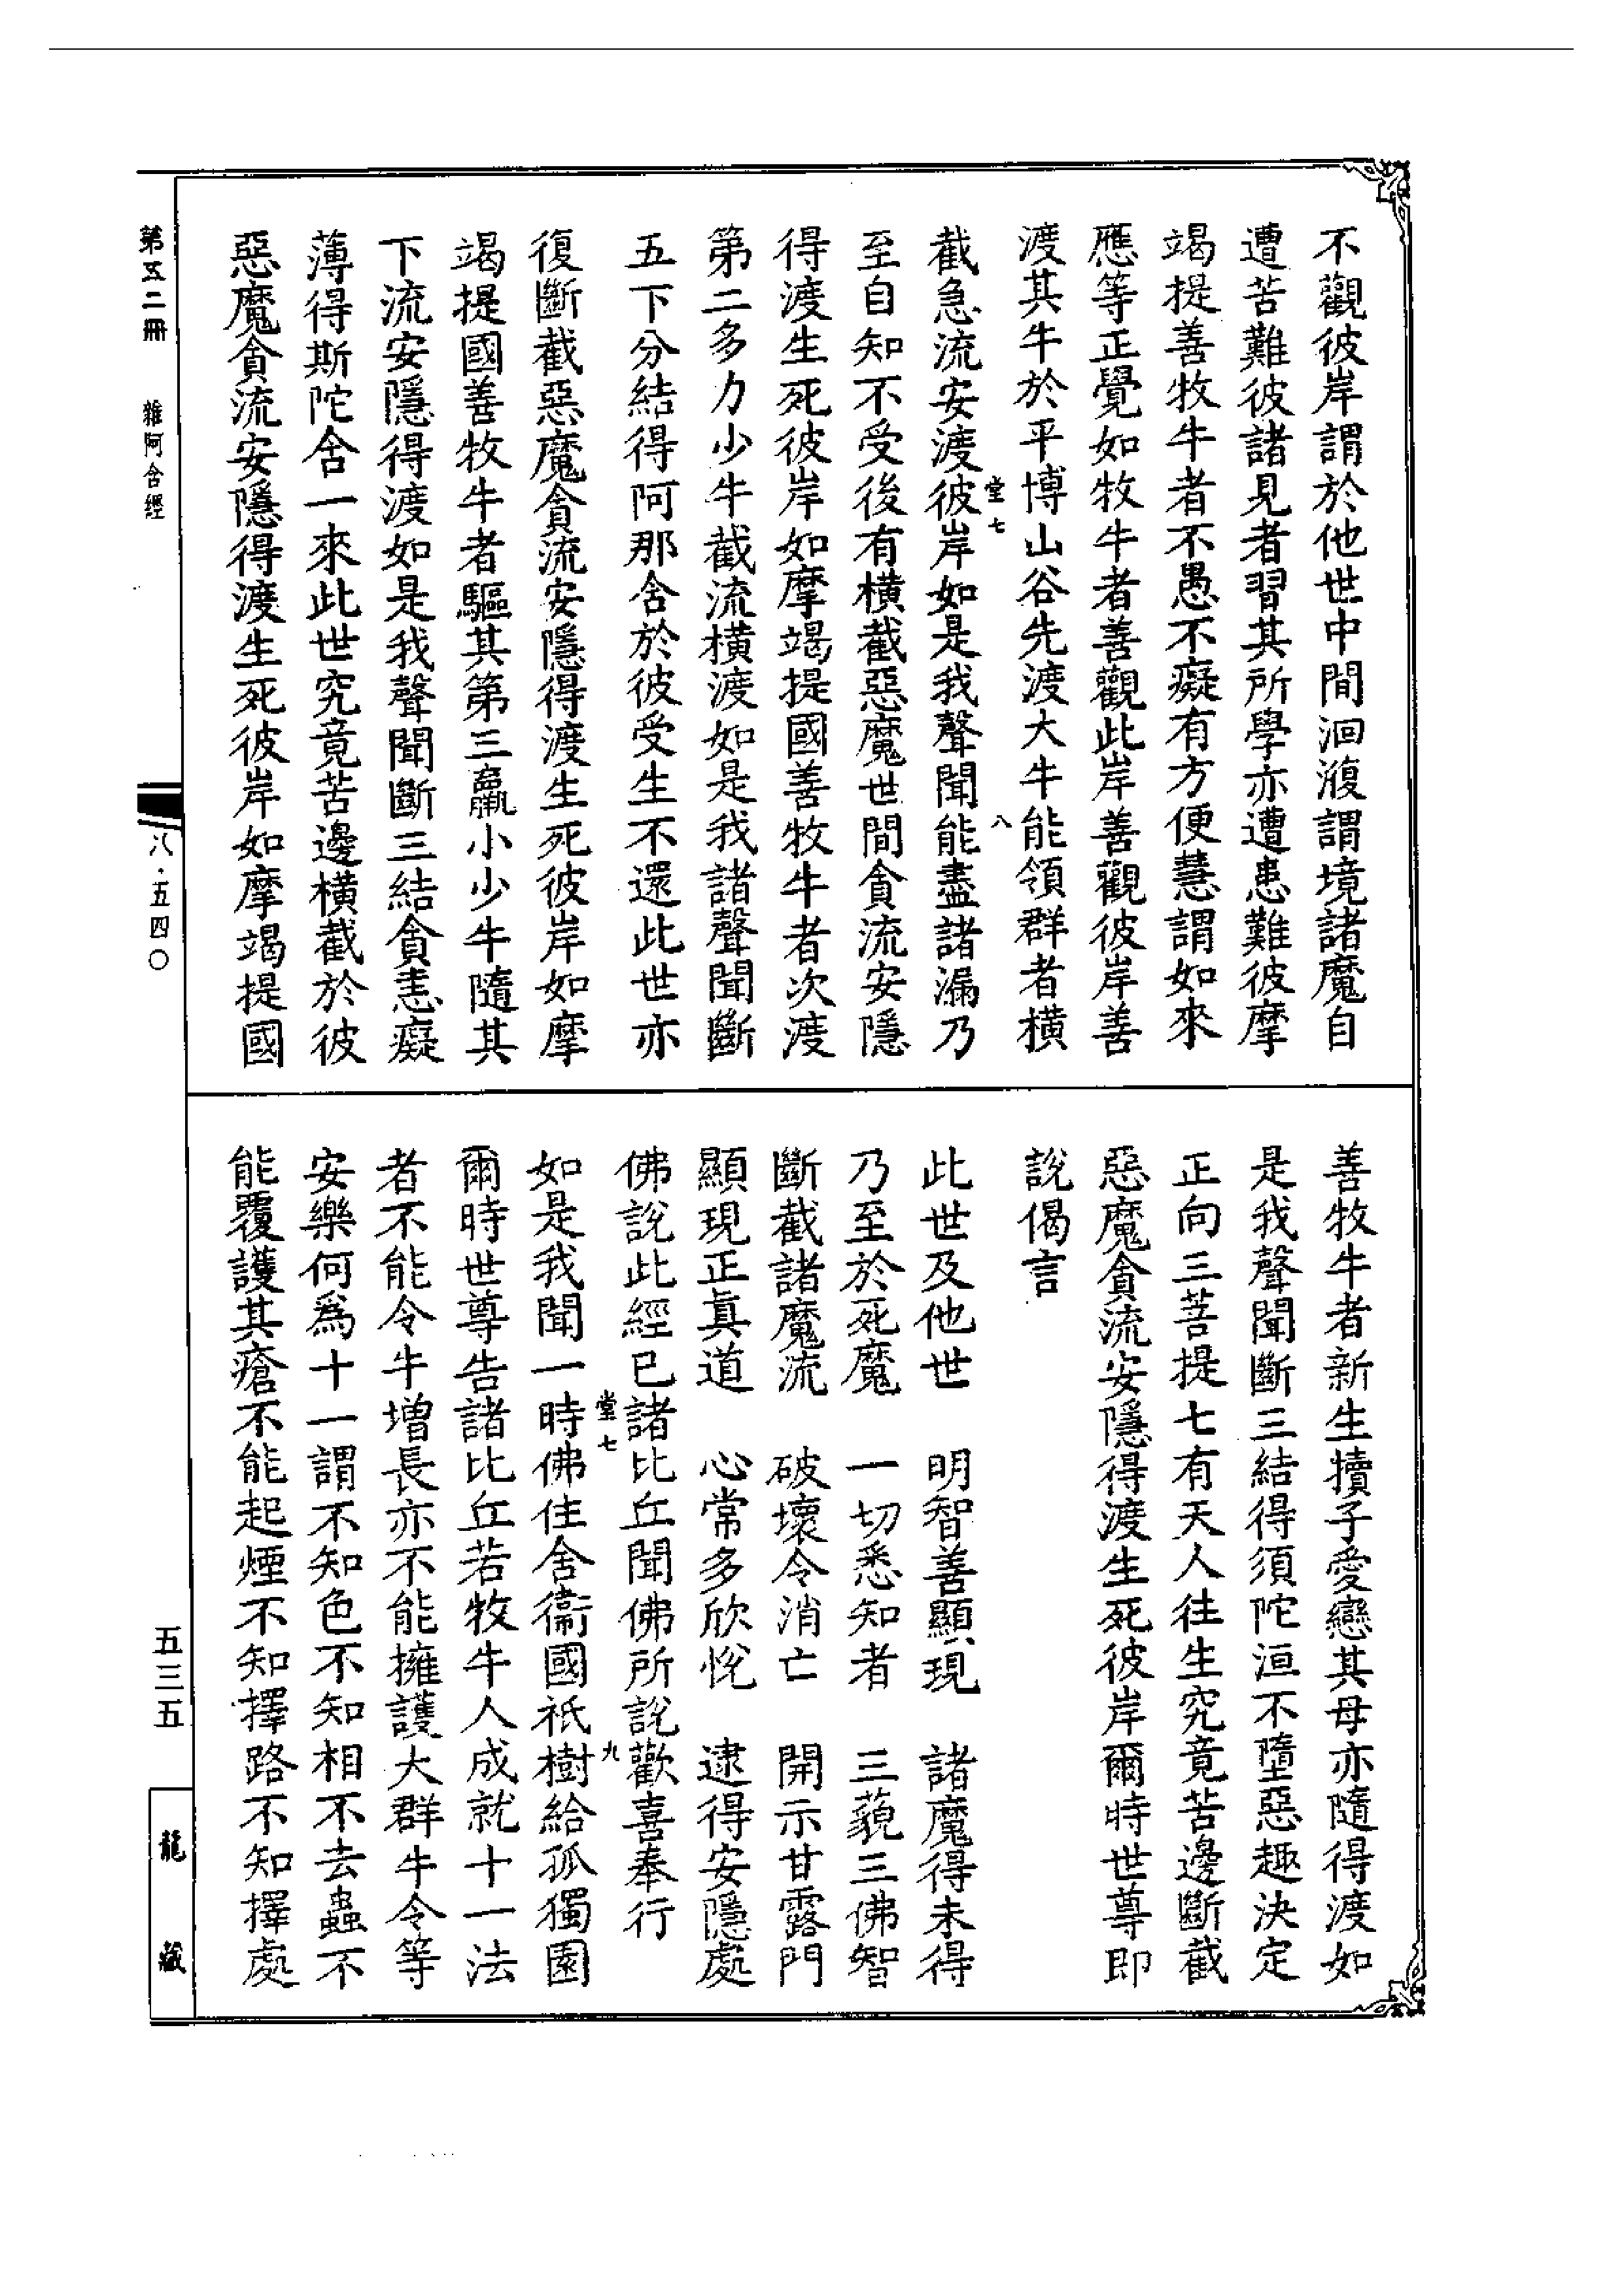 不觀彼岸謂於他世中間洄澓謂境諸魔自
遭苦難彼諸見者習其所學亦遭患難彼摩
竭提善牧牛者不愚不癡有方便慧謂如來
應等正覺如牧牛者善觀此岸善觀彼岸善
渡其牛於平博山谷先渡大牛能領群者橫
堂七 八
截急流安渡彼岸如是我聲聞能盡諸漏乃
至自知不受後有橫截惡魔世間貪流安隱
得渡生死彼岸如摩竭提國善牧牛者次渡
第二多力少牛截流橫渡如是我諸聲聞斷
五下分結得阿那含於彼受生不還此世亦
復斷截惡魔貪流安隱得渡生死彼岸如摩
竭提國善牧牛者驅其第三羸小少牛隨其
下流安隱得渡如是我聲聞斷三結貪恚癡
薄得斯陀含一來此世究竟苦邊橫截於彼
惡魔貪流安隱得渡生死彼岸如摩竭提國
善牧牛者新生犢子愛戀其母亦隨得渡如
是我聲聞斷三結得須陀洹不墮惡趣決定
正向三菩提七有天人往生究竟苦邊斷截
惡魔貪流安隱得渡生死彼岸爾時世尊即
說偈言
此世及他世 明智善顯現 諸魔得未得
乃至於死魔 一切悉知者 三藐三佛智
斷截諸魔流 破壞令消亡 開示甘露門
顯現正真道 心常多欣悅 逮得安隱處
佛說此經已諸比丘聞佛所說歡喜奉行
堂七 九
如是我聞一時佛住舍衞國祇樹給孤獨園
爾時世尊告諸比丘若牧牛人成就十一法
者不能令牛增長亦不能擁護大群牛令等
安樂何爲十一謂不知色不知相不去蟲不
能覆護其瘡不能起煙不知擇路不知擇處
第五二冊 雜阿含經
八·五四〇
五三五
龍藏